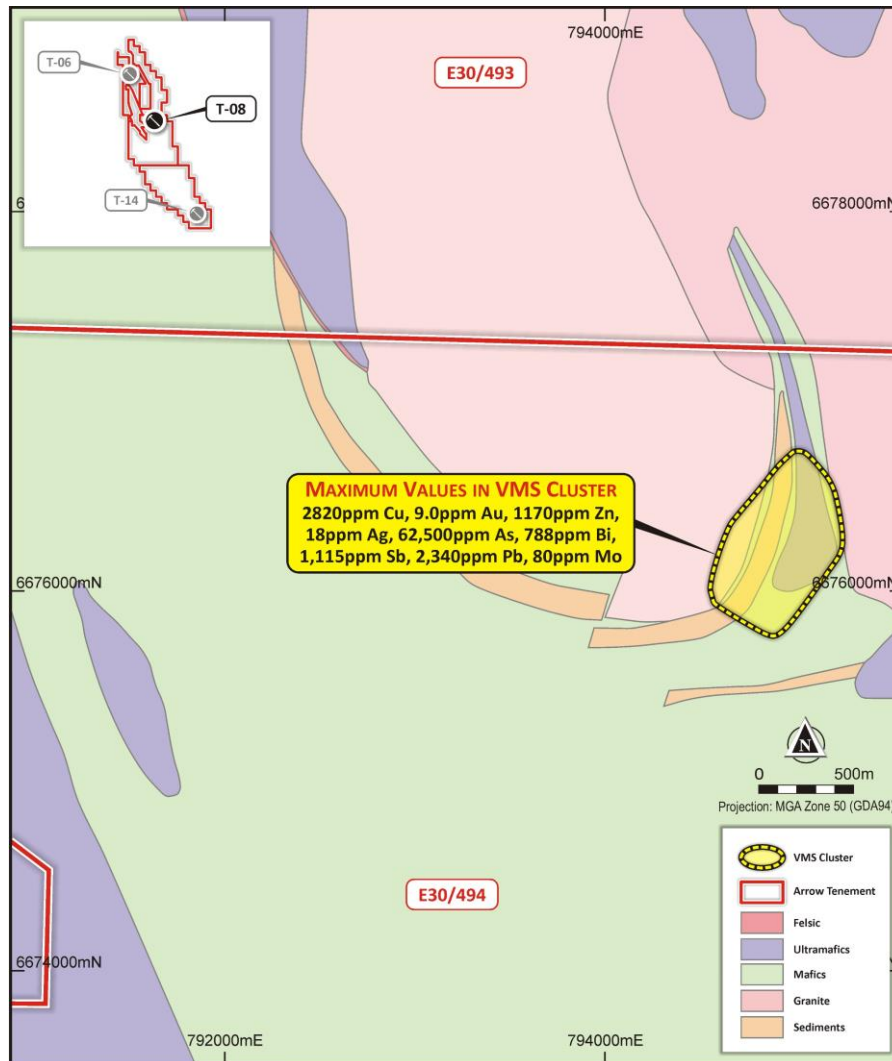 794000mE
E30/493
T-06
T-08
T-14
6678000mN
MAXIMUM VALUES IN VMS CLUSTER
2820ppm Cu, 9.0ppm Au, 1170ppm Zn,
18ppm Ag, 62,500ppm As, 788ppm Bi,
1,115ppm Sb, 2,340ppm Pb, 80ppm Mo
6676000mN
6676000mN
N
0 500m
Projection: MGA Zone 50 (GDA94)
VMS Cluster
Arrow Tenement
Felsic
Ultramafics
Mafics
Granite
Sediments
E30/494
6674000mN
792000mE
794000mE